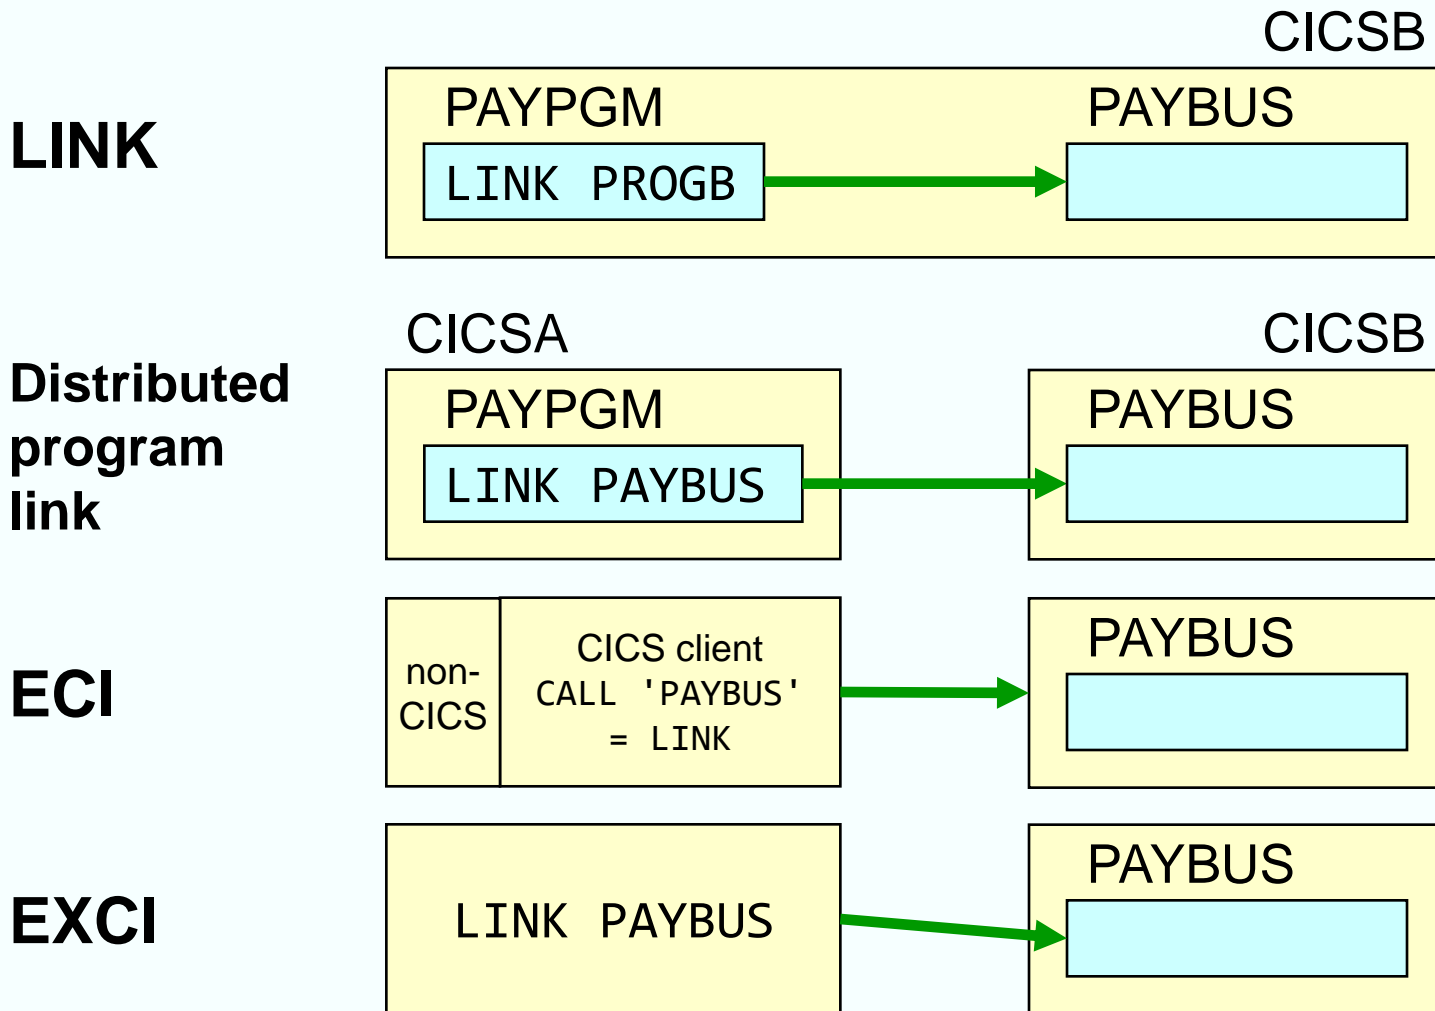 CICSB
LINK
PAYPGM
PAYBUS
LINK PROGB
CICSA
CICSB
Distributed
program
link
PAYPGM
PAYBUS
LINK PAYBUS
ECI
non-
CICS
CICS client
CALL 'PAYBUS'
= LINK
PAYBUS
EXCI
LINK PAYBUS
PAYBUS